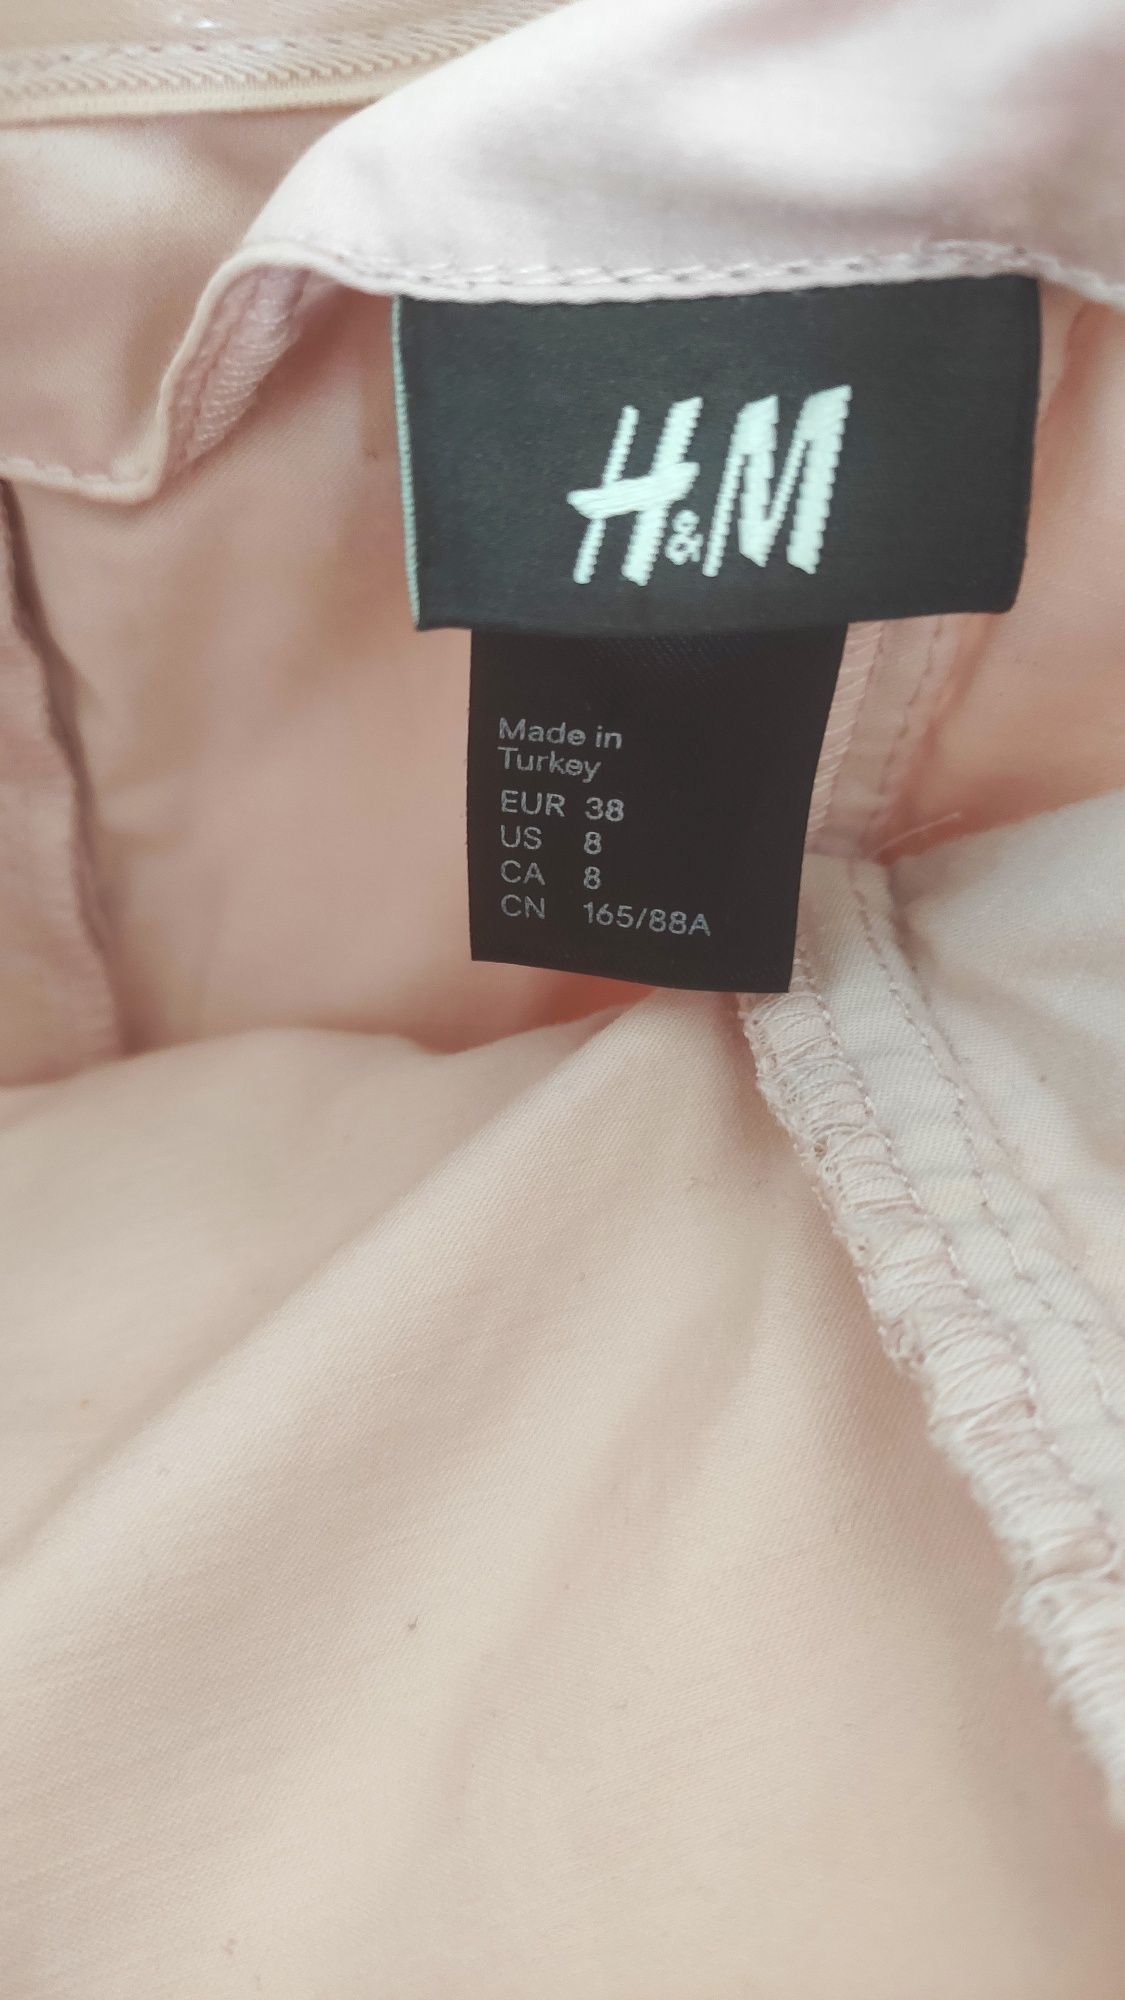 H&M
Made in
Turkey
EUR 38
US 8
CA 8
CN 165/88A